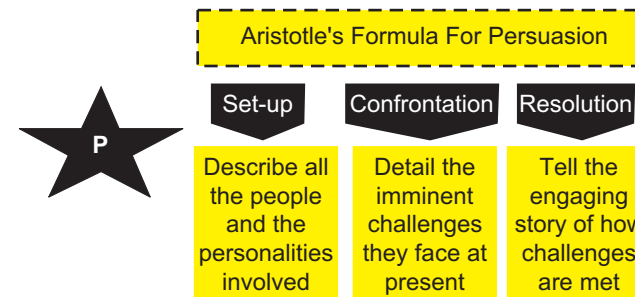 Aristotle's Formula For Persuasion
P
Set-up
Confrontation
Resolution
Describe all
the people
and the
personalities
involved
Detail the
imminent
challenges
they face at
present
Tell the
engaging
story of how
challenges
are met